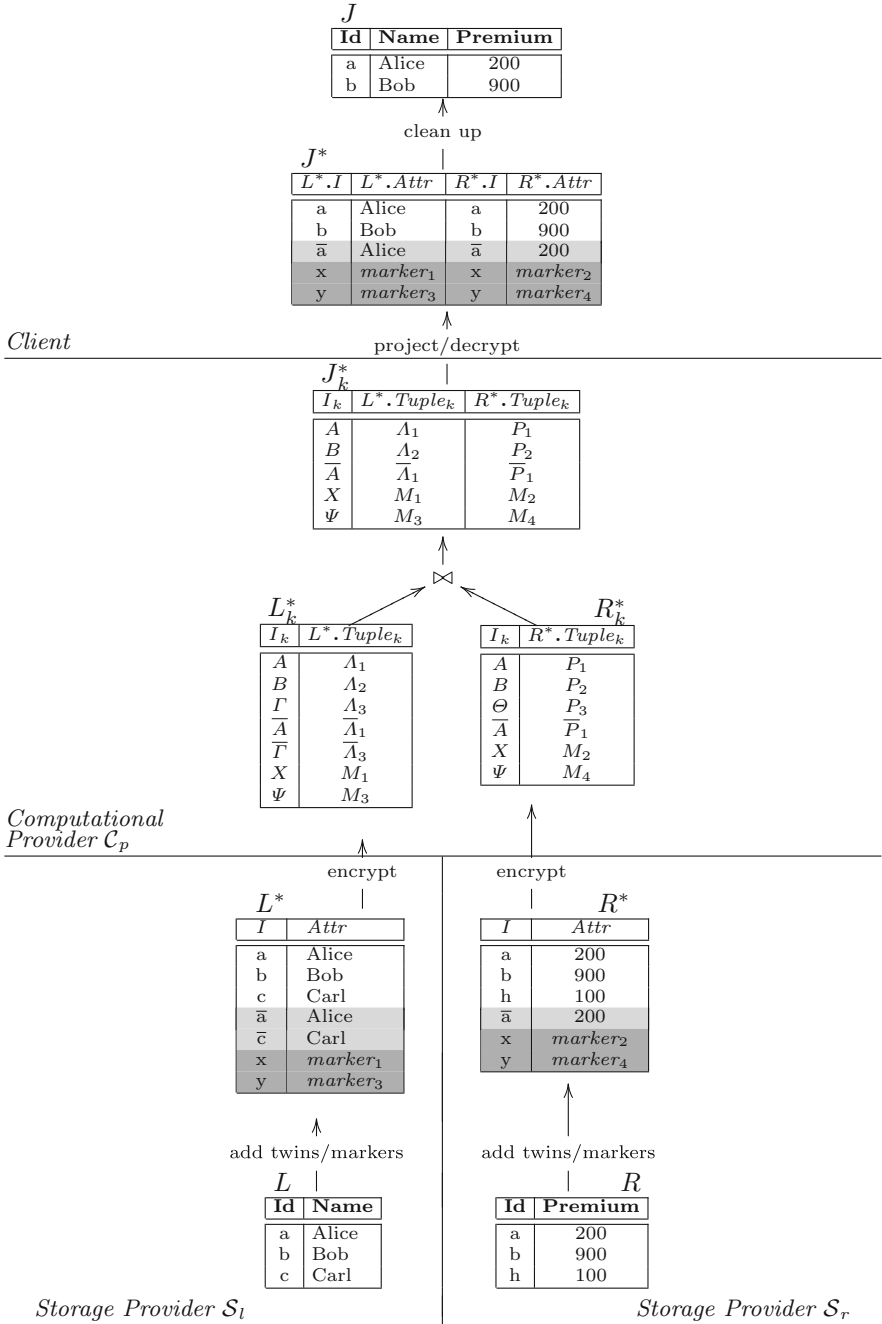 J
Id Name Premium
a Alice 200
b Bob 900
clean up
J*
L*.I L*.Attr R*.I R*.Attr
a Alice a 200
b Bob b 900
a̅ Alice a̅ 200
x marker₁ x marker₂
y marker₃ y marker₄
Client
project/decrypt
J*ₖ
Iₖ L*.Tupleₖ R*.Tupleₖ
A Λ₁ P₁
B Λ₂ P₂
A̅ Λ̅₁ P̅₁
X M₁ M₂
Ψ M₃ M₄
⋈
L*ₖ
Iₖ L*.Tupleₖ
A Λ₁
B Λ₂
Γ Λ₃
A̅ Λ̅₁
Γ̅ Λ̅₃
X M₁
Ψ M₃
R*ₖ
Iₖ R*.Tupleₖ
A P₁
B P₂
Θ P₃
A̅ P̅₁
X M₂
Ψ M₄
Computational
Provider 𝒞ₚ
encrypt
encrypt
L*
I Attr
a Alice
b Bob
c Carl
a̅ Alice
c̅ Carl
x marker₁
y marker₃
R*
I Attr
a 200
b 900
h 100
a̅ 200
x marker₂
y marker₄
add twins/markers
add twins/markers
L
Id Name
a Alice
b Bob
c Carl
R
Id Premium
a 200
b 900
h 100
Storage Provider 𝒮ₗ
Storage Provider 𝒮ᵣ